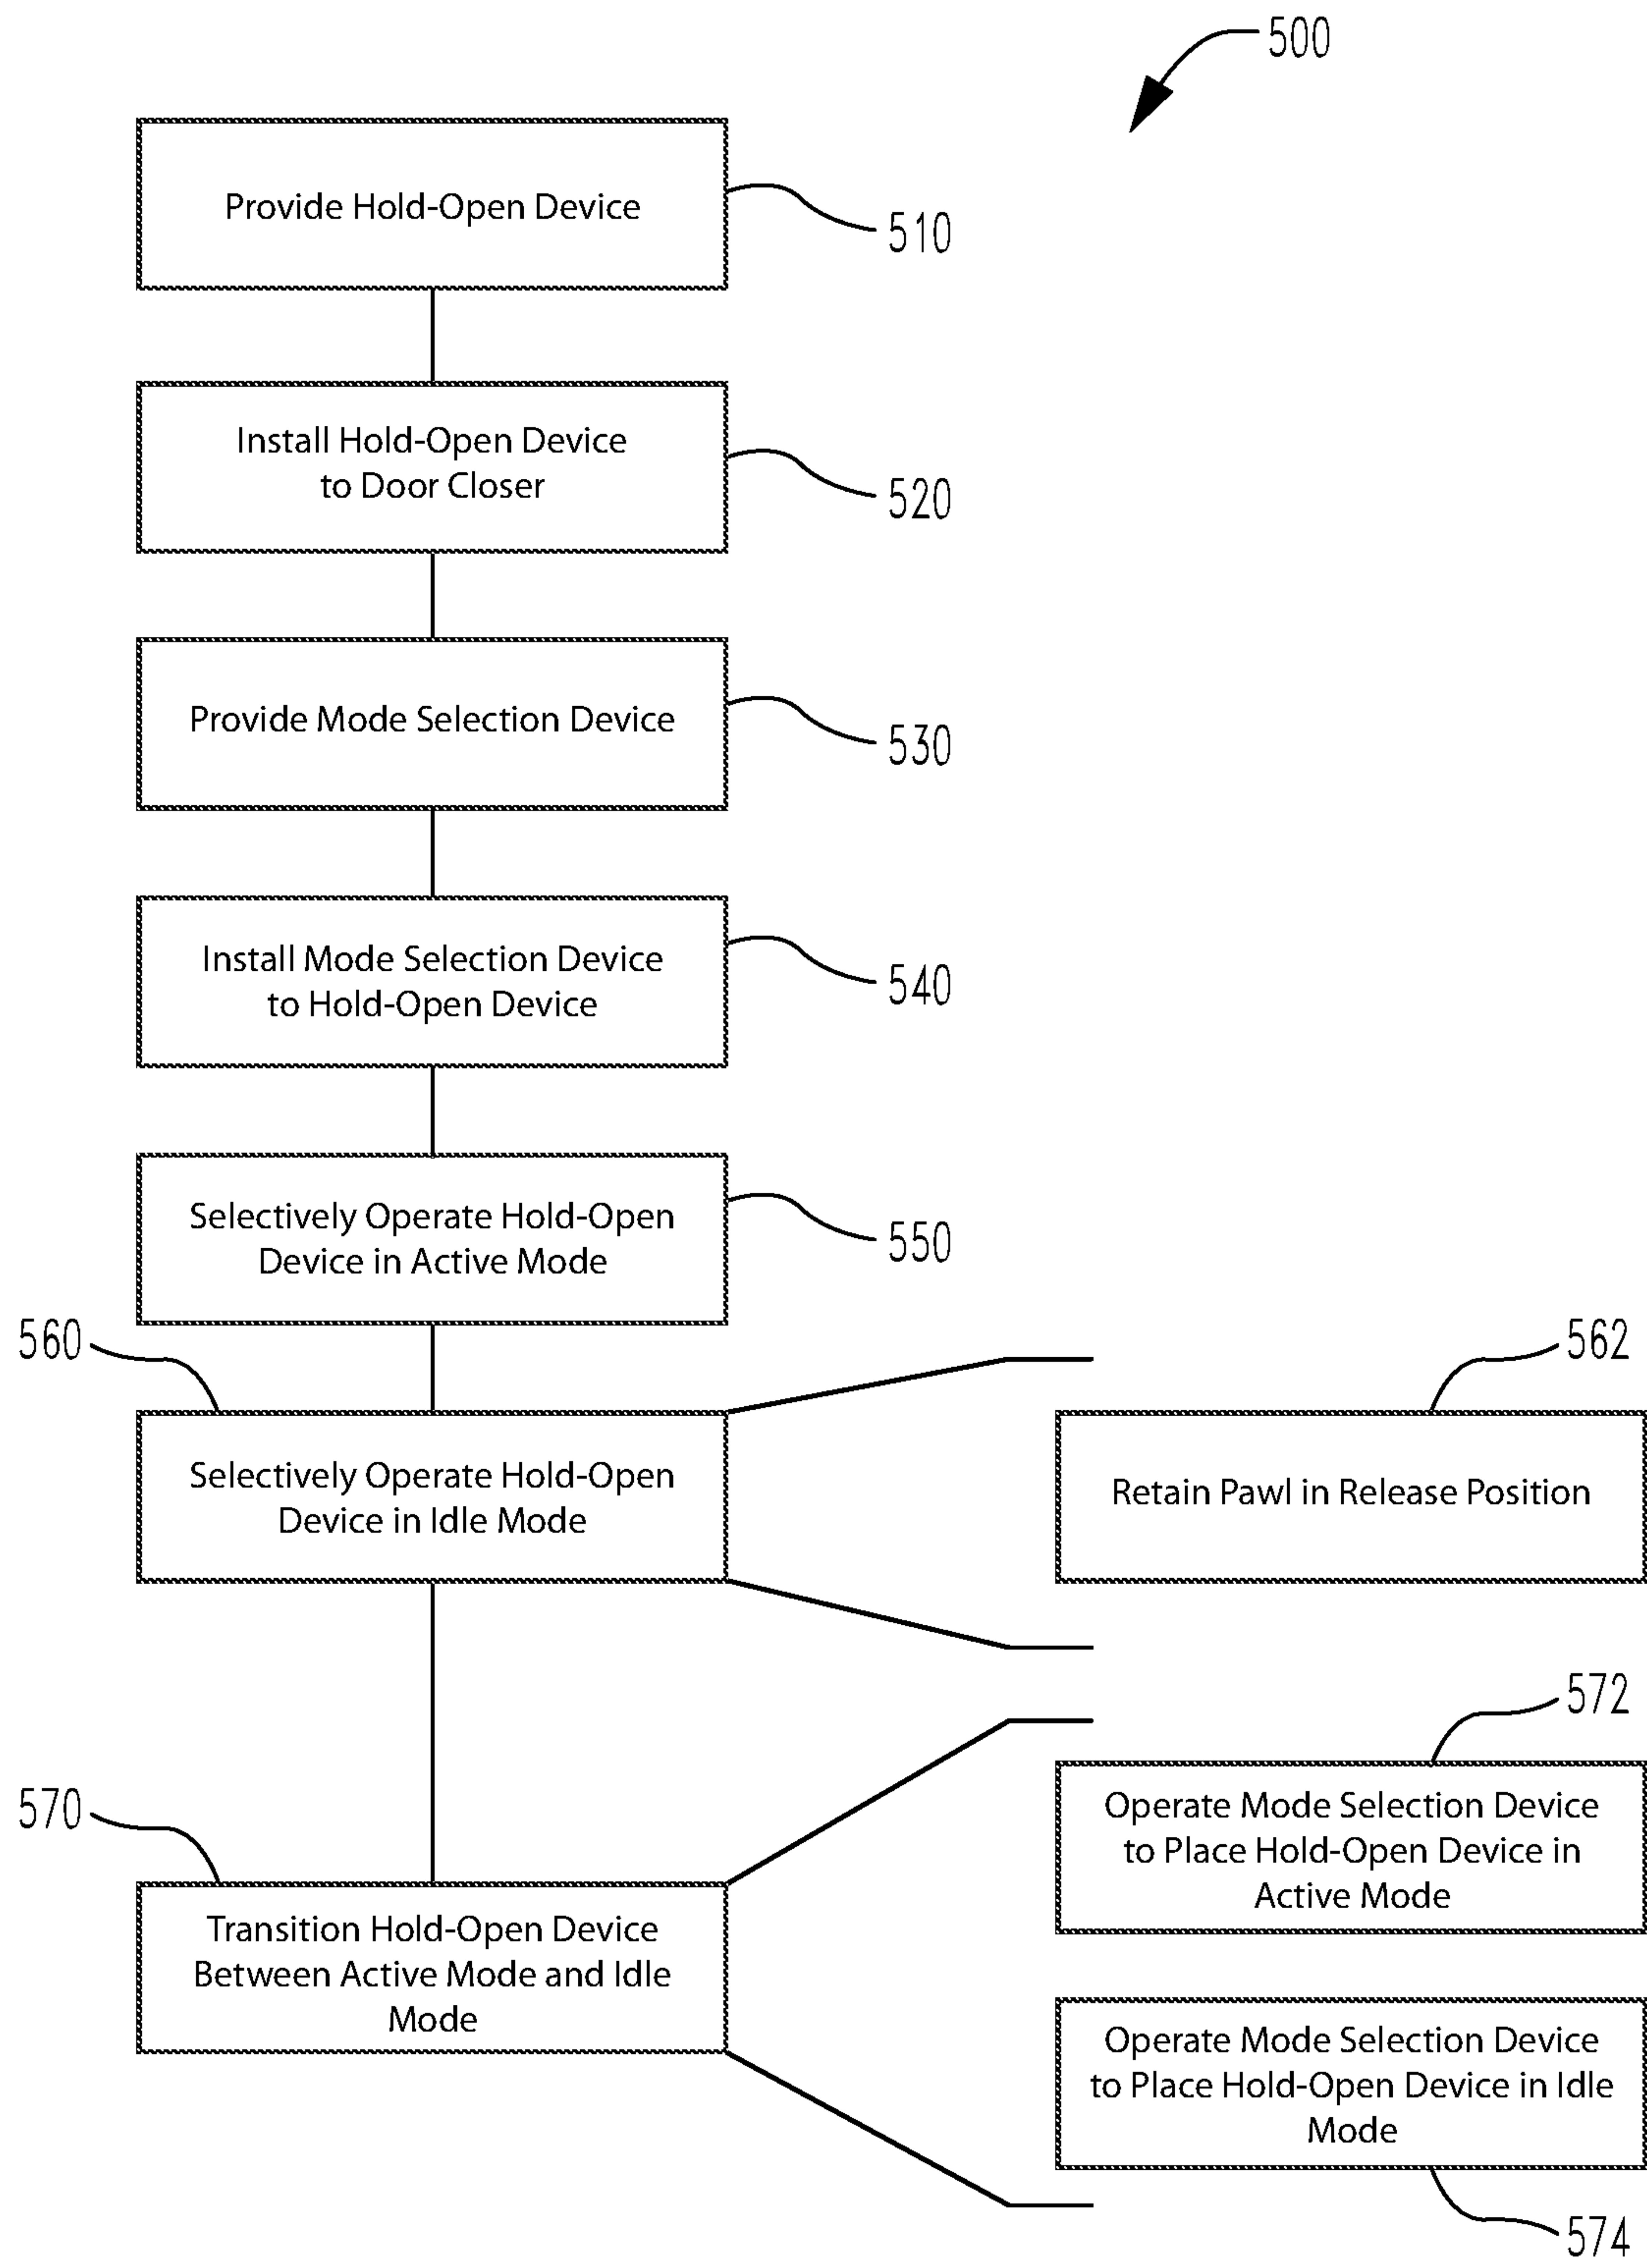 500
Provide Hold-Open Device
510
Install Hold-Open Device
to Door Closer
520
Provide Mode Selection Device
530
Install Mode Selection Device
to Hold-Open Device
540
Selectively Operate Hold-Open
Device in Active Mode
550
560
Selectively Operate Hold-Open
Device in Idle Mode
562
Retain Pawl in Release Position
570
Transition Hold-Open Device
Between Active Mode and Idle
Mode
572
Operate Mode Selection Device
to Place Hold-Open Device in
Active Mode
Operate Mode Selection Device
to Place Hold-Open Device in Idle
Mode
574